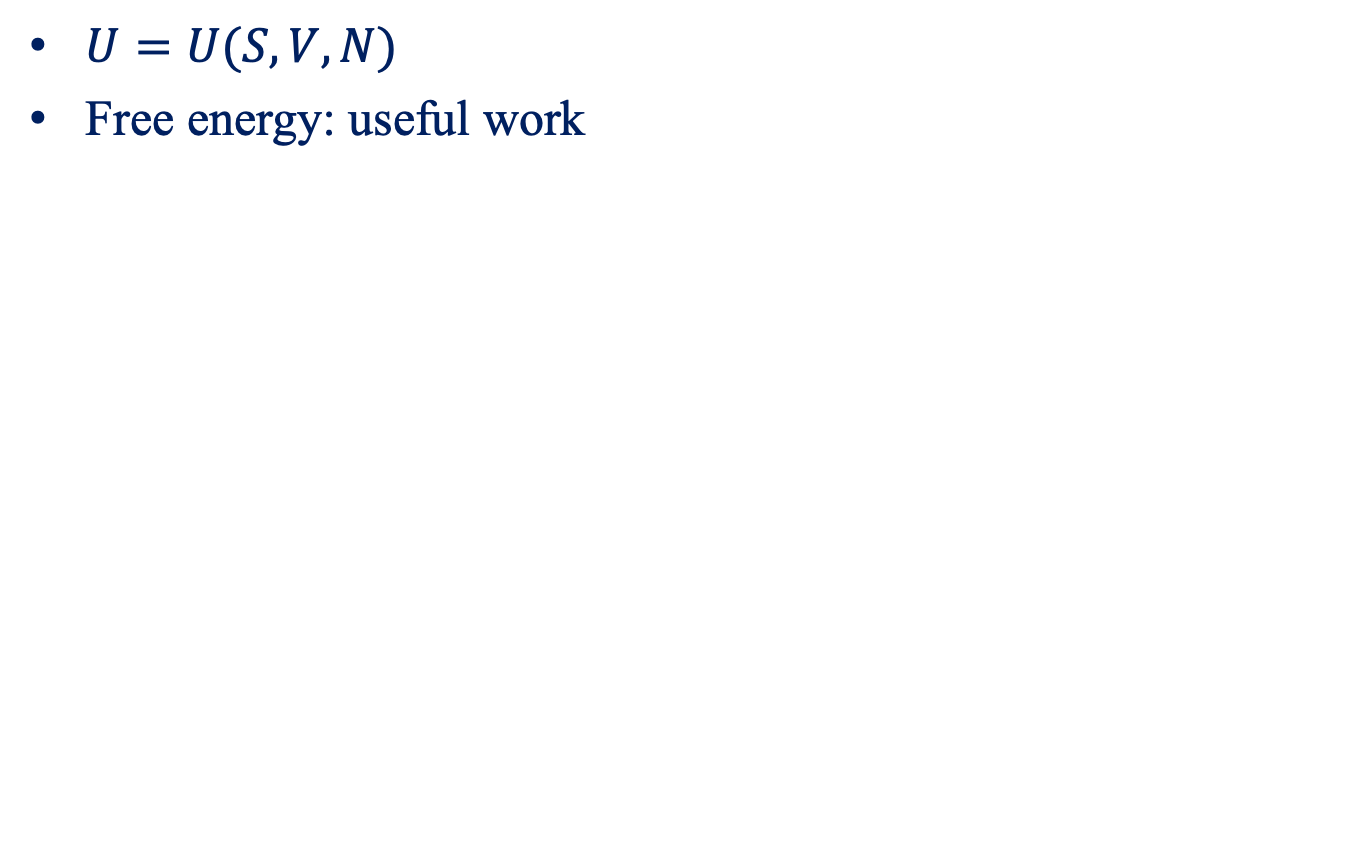 • U = U(S, V, N)
• Free energy: useful work